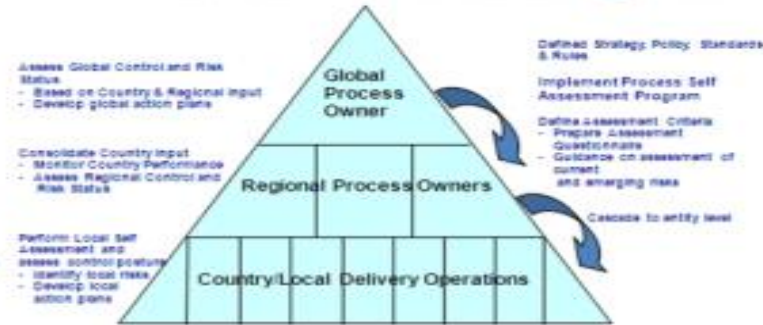 Assess Global Control and Risk
Status
- Based on Country & Regional Input
- Develop global action plans
Consolidate Country Input
- Monitor Country Performance
- Assess Regional Control and
Risk Status
Perform Local Self
Assessment and
assess control posture
- Identify local risks
- Develop local
action plans
Global
Process
Owner
Regional Process Owners
Country/Local Delivery Operations
Defined Strategy, Policy, Standards
& Rules
Implement Process Self
Assessment Program
Define Assessment Criteria
- Prepare Assessment
Questionnaire
- Guidance on assessment of
current
and emerging risks
Cascade to entity level